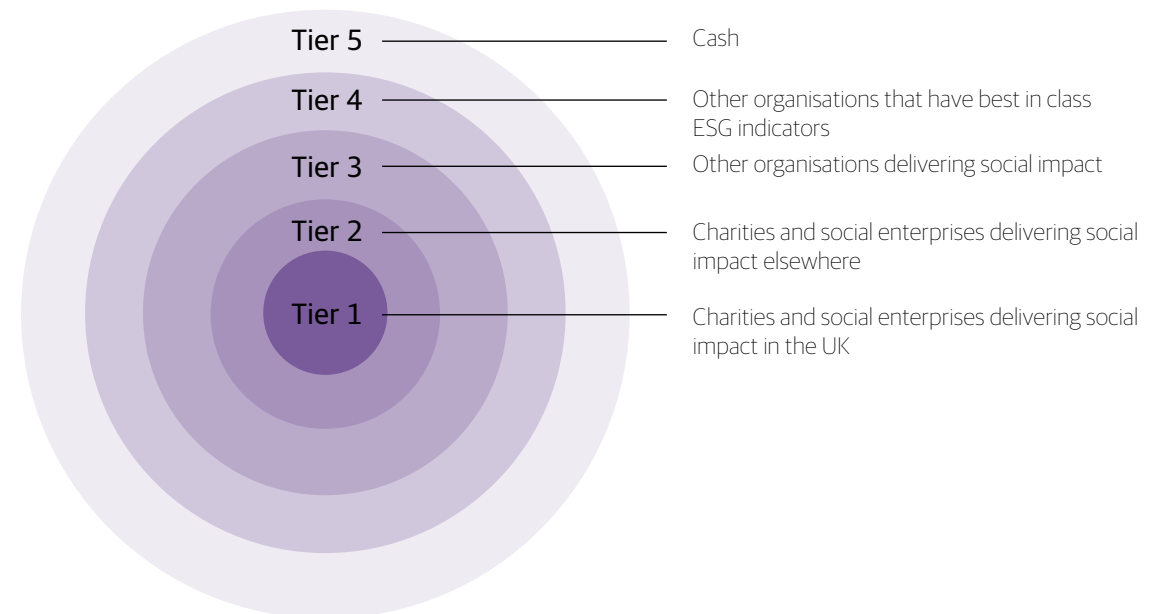 Tier 5
Cash
Tier 4
Other organisations that have best in class
ESG indicators
Tier 3
Other organisations delivering social impact
Tier 2
Charities and social enterprises delivering social
impact elsewhere
Tier 1
Charities and social enterprises delivering social
impact in the UK